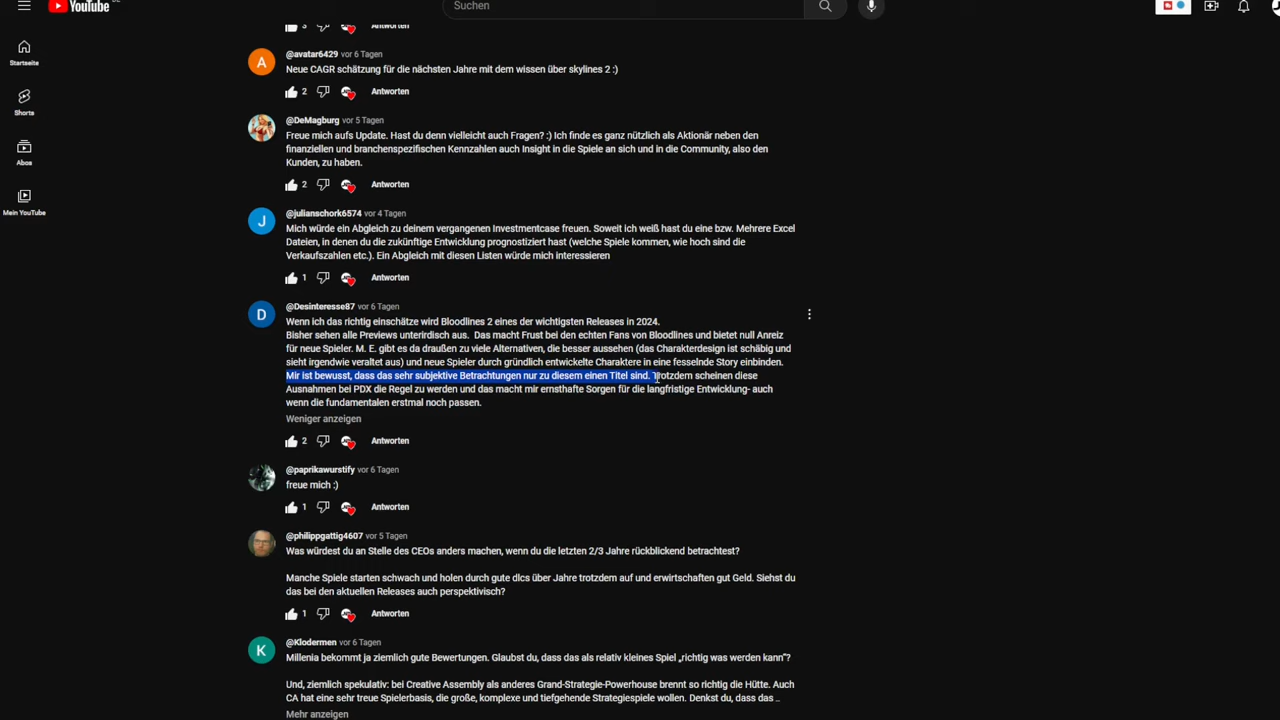 YouTube
DE
Suchen
3
Antworten
@avatar6429 vor 6 Tagen
Startseite
Neue CAGR schätzung für die nächsten Jahre mit dem wissen über skylines 2 :)
2
Antworten
Shorts
@DeMagburg vor 5 Tagen
Freue mich aufs Update. Hast du denn vielleicht auch Fragen? :) Ich finde es ganz nützlich als Aktionär neben den
finanziellen und branchenspezifischen Kennzahlen auch Insight in die Spiele an sich und in die Community, also den
Kunden, zu haben.
Abos
2
Antworten
Mein YouTube
J
@julianschork6574 vor 4 Tagen
Mich würde ein Abgleich zu deinem vergangenen Investmentcase freuen. Soweit ich weiß hast du eine bzw. Mehrere Excel
Dateien, in denen du die zukünftige Entwicklung prognostiziert hast (welche Spiele kommen, wie hoch sind die
Verkaufszahlen etc.). Ein Abgleich mit diesen Listen würde mich interessieren
1
Antworten
D
@Desinteresse87 vor 6 Tagen
Wenn ich das richtig einschätze wird Bloodlines 2 eines der wichtigsten Releases in 2024.
Bisher sehen alle Previews unterirdisch aus. Das macht Frust bei den echten Fans von Bloodlines und bietet null Anreiz
für neue Spieler. M. E. gibt es da draußen zu viele Alternativen, die besser aussehen (das Charakterdesign ist schäbig und
sieht irgendwie veraltet aus) und neue Spieler durch gründlich entwickelte Charaktere in eine fesselnde Story einbinden.
Mir ist bewusst, dass das sehr subjektive Betrachtungen nur zu diesem einen Titel sind. Trotzdem scheinen diese
Ausnahmen bei PDX die Regel zu werden und das macht mir ernsthafte Sorgen für die langfristige Entwicklung- auch
wenn die fundamentalen erstmal noch passen.
Weniger anzeigen
2
Antworten
@paprikawurstify vor 6 Tagen
freue mich :)
1
Antworten
@philippgattig4607 vor 5 Tagen
Was würdest du an Stelle des CEOs anders machen, wenn du die letzten 2/3 Jahre rückblickend betrachtest?
Manche Spiele starten schwach und holen durch gute dlcs über Jahre trotzdem auf und erwirtschaften gut Geld. Siehst du
das bei den aktuellen Releases auch perspektivisch?
1
Antworten
K
@Klodermen vor 6 Tagen
Millenia bekommt ja ziemlich gute Bewertungen. Glaubst du, dass das als relativ kleines Spiel „richtig was werden kann“?
Und, ziemlich spekulativ: bei Creative Assembly als anderes Grand-Strategie-Powerhouse brennt so richtig die Hütte. Auch
CA hat eine sehr treue Spielerbasis, die große, komplexe und tiefgehende Strategiespiele wollen. Denkst du, dass das ...
Mehr anzeigen